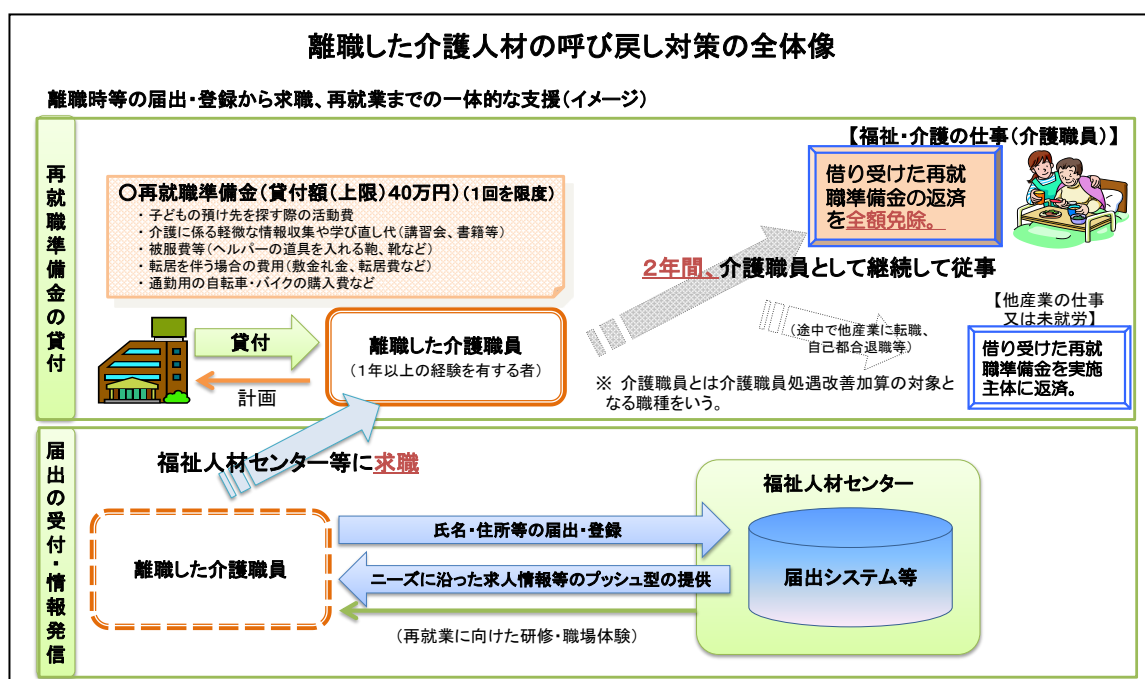 離職した介護人材の呼び戻し対策の全体像
離職時等の届出・登録から求職、再就業までの一体的な支援(イメージ)
再就職準備金の貸付
○再就職準備金(貸付額(上限)40万円)(1回を限度)
・子どもの預け先を探す際の活動費
・介護に係る軽微な情報収集や学び直し代(講習会、書籍等)
・被服費等(ヘルパーの道具を入れる鞄、靴など)
・転居を伴う場合の費用(敷金礼金、転居費など)
・通勤用の自転車・バイクの購入費など
【福祉・介護の仕事(介護職員)】
借り受けた再就
職準備金の返済
を全額免除。
2年間、介護職員として継続して従事
貸付
計画
離職した介護職員
(1年以上の経験を有する者)
(途中で他産業に転職、
自己都合退職等)
【他産業の仕事
又は未就労】
借り受けた再就
職準備金を実施
主体に返済。
※ 介護職員とは介護職員処遇改善加算の対象と
なる職種をいう。
届出の受付・情報発信
福祉人材センター等に求職
離職した介護職員
氏名・住所等の届出・登録
ニーズに沿った求人情報等のプッシュ型の提供
(再就業に向けた研修・職場体験)
福祉人材センター
届出システム等